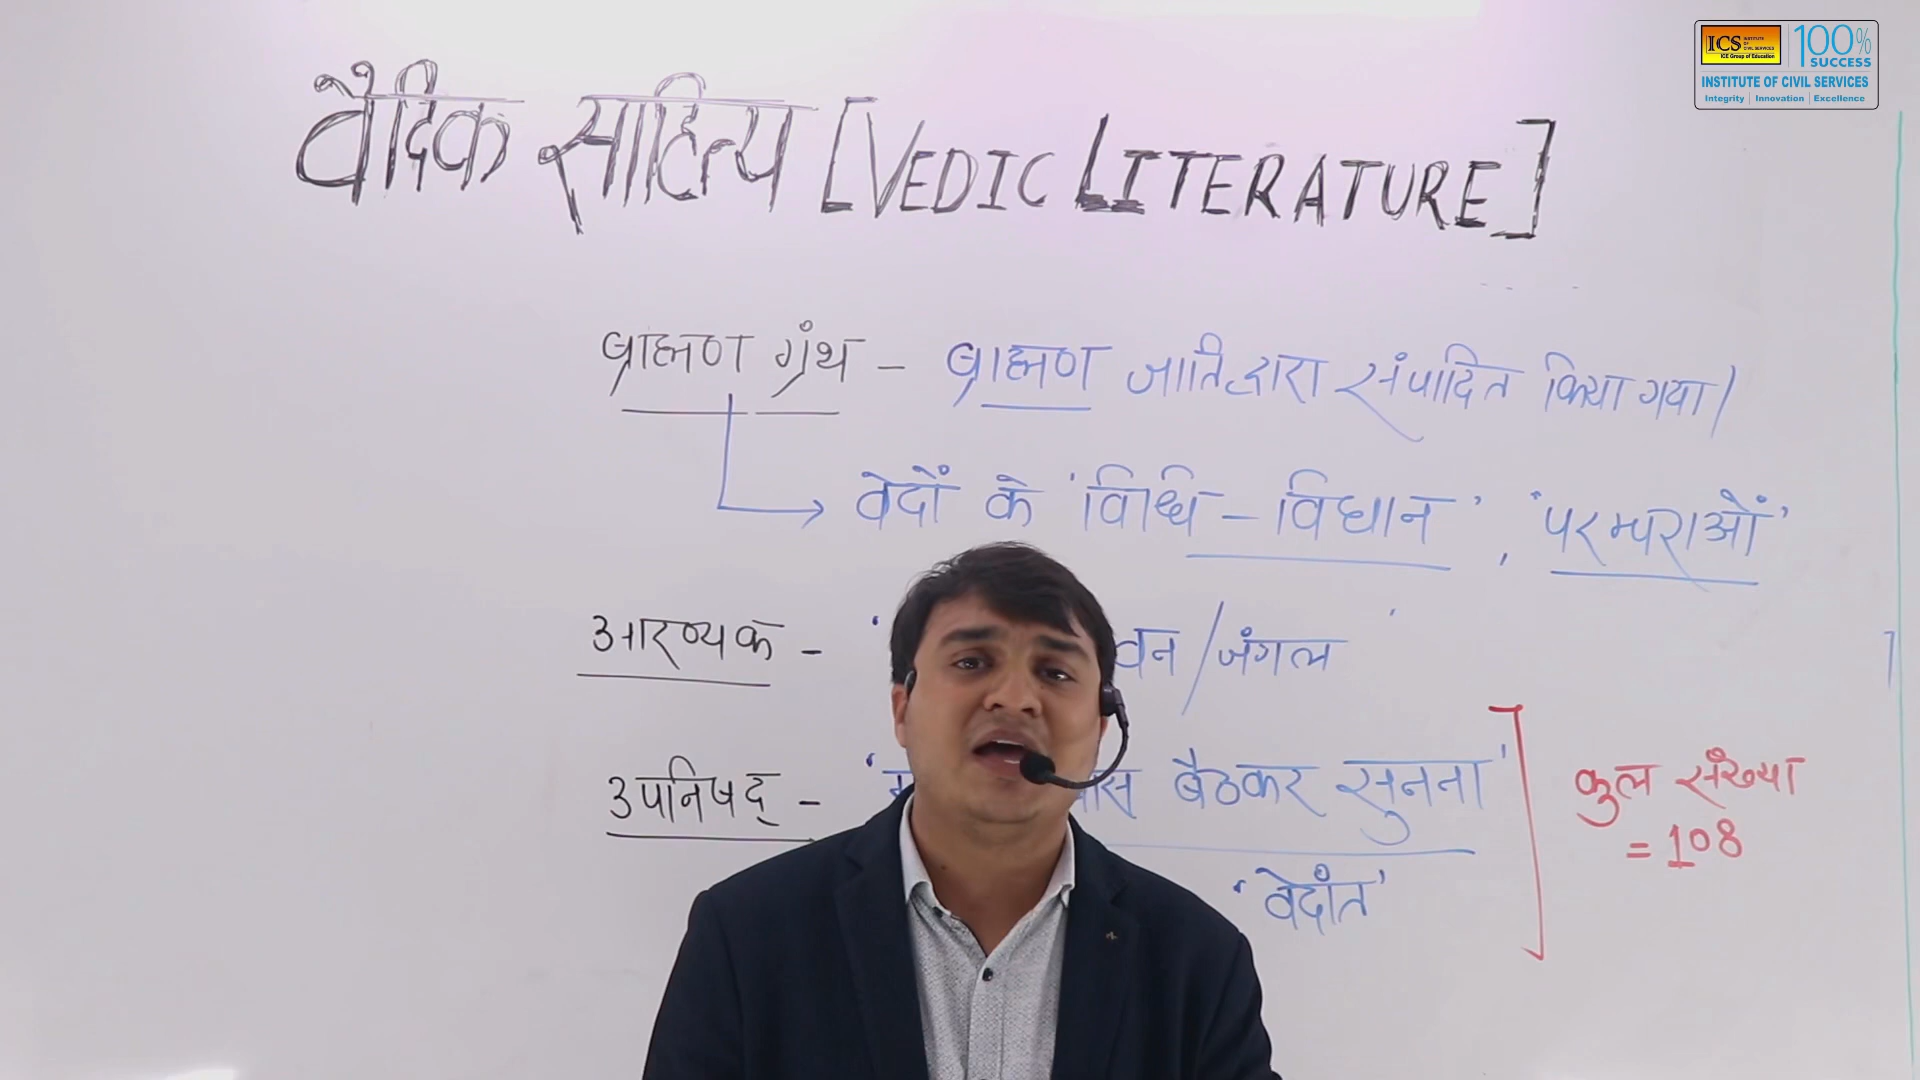 ICS INSTITUTE OF CIVIL SERVICES
ICE Group of Education
100% SUCCESS
INSTITUTE OF CIVIL SERVICES
Integrity | Innovation | Excellence
वैदिक साहित्य [VEDIC LITERATURE]
ब्राह्मण ग्रंथ - ब्राह्मण जाति द्वारा संपादित किया गया।
वेदों के 'विधि-विधान', 'परम्पराओं'
आरण्यक - ' वन/जंगल '
उपनिषद् - ' पास बैठकर सुनना'
'वेदांत'
कुल संख्या
= 108